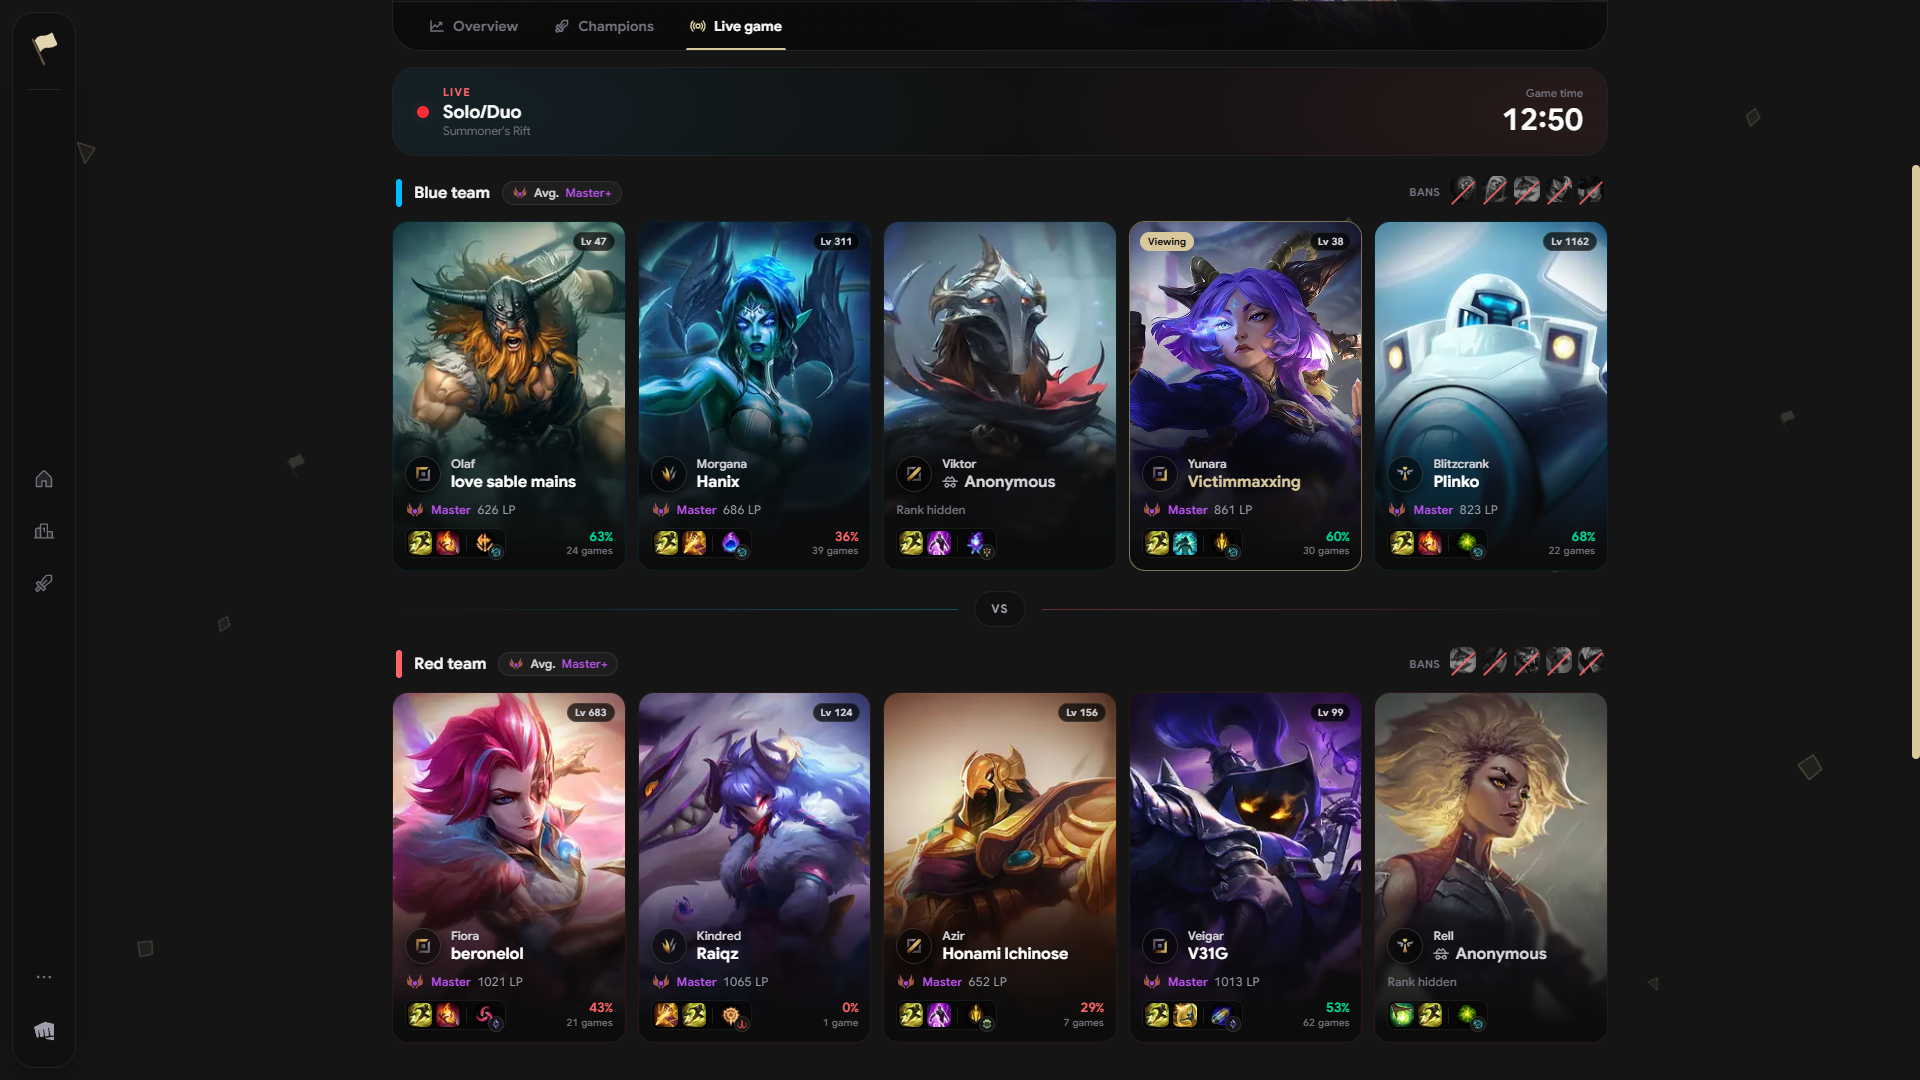 Overview
Champions
Live game
LIVE
Solo/Duo
Summoner's Rift
Game time
12:50
Blue team
Avg. Master+
BANS
Lv 47
Olaf
love sable mains
Master 626 LP
63%
24 games
Lv 311
Morgana
Hanix
Master 686 LP
36%
39 games
Viktor
Anonymous
Rank hidden
Viewing
Lv 38
Yunara
Victimmaxxing
Master 861 LP
60%
30 games
Lv 1162
Blitzcrank
Plinko
Master 823 LP
68%
22 games
VS
Red team
Avg. Master+
BANS
Lv 683
Fiora
beronelol
Master 1021 LP
43%
21 games
Lv 124
Kindred
Raiqz
Master 1065 LP
0%
1 game
Lv 156
Azir
Honami Ichinose
Master 652 LP
29%
7 games
Lv 99
Veigar
V31G
Master 1013 LP
53%
62 games
Rell
Anonymous
Rank hidden